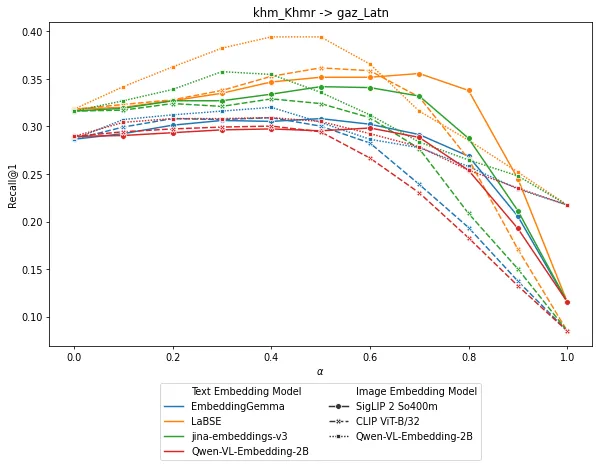 khm_Khmr -> gaz_Latn
0.40
0.35
0.30
0.25
0.20
0.15
0.10
Recall@1
0.0 0.2 0.4 0.6 0.8 1.0
α
Text Embedding Model
EmbeddingGemma
LaBSE
jina-embeddings-v3
Qwen-VL-Embedding-2B
Image Embedding Model
SigLIP 2 So400m
CLIP ViT-B/32
Qwen-VL-Embedding-2B